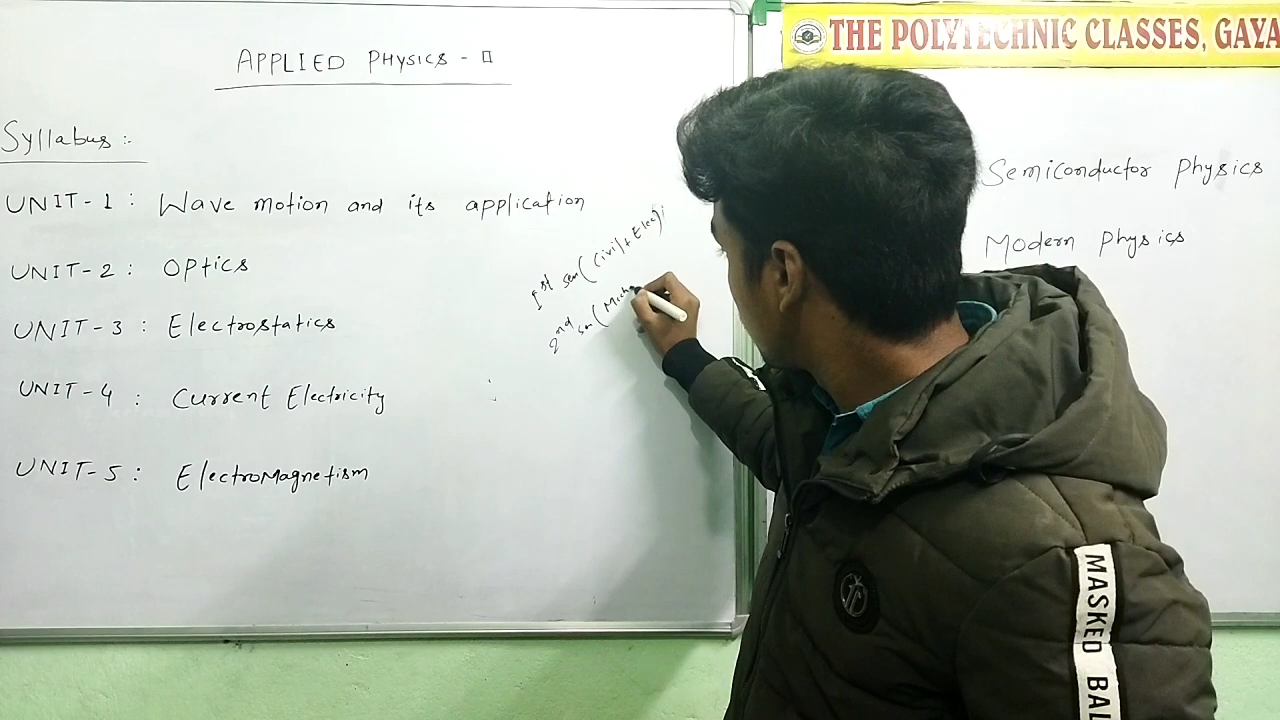 APPLIED PHYSICS - II
Syllabus :-
UNIT-1 : Wave motion and its application
UNIT-2 : Optics
UNIT-3 : Electrostatics
UNIT-4 : Current Electricity
UNIT-5 : ElectroMagnetism
1st sem (Civil + Elec)
2nd sem (Mich
THE POLYTECHNIC CLASSES, GAYA
Semiconductor Physics
Modern Physics
MASKED BAL